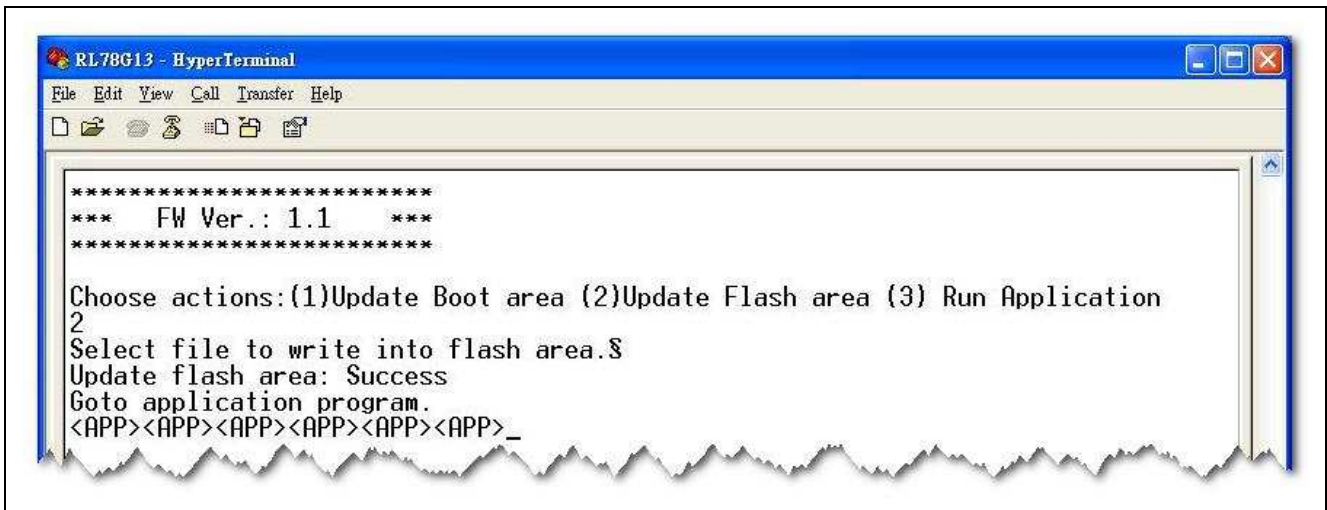 RL78G13 - HyperTerminal
File Edit View Call Transfer Help
*************************
*** FW Ver.: 1.1 ***
*************************
Choose actions:(1)Update Boot area (2)Update Flash area (3) Run Application
2
Select file to write into flash area.§
Update flash area: Success
Goto application program.
<APP><APP><APP><APP><APP><APP>_